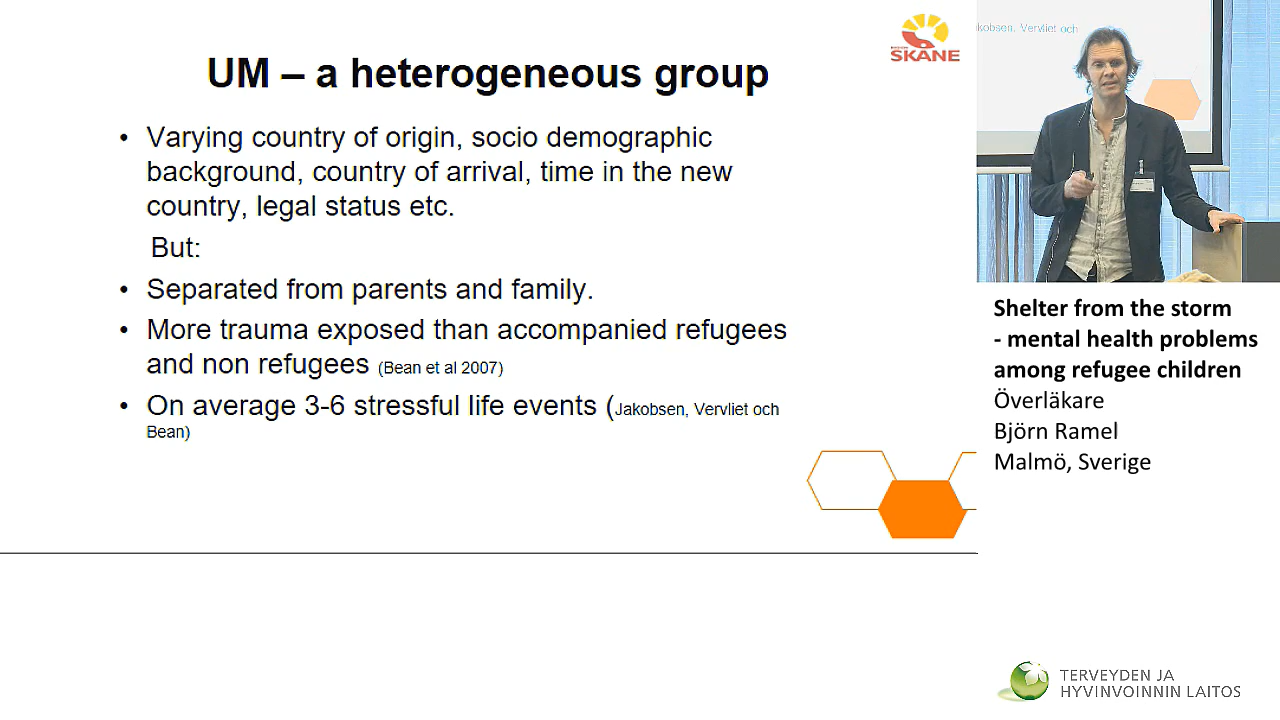 UM – a heterogeneous group
SKANE
• Varying country of origin, socio demographic
background, country of arrival, time in the new
country, legal status etc.
But:
• Separated from parents and family.
• More trauma exposed than accompanied refugees
and non refugees (Bean et al 2007)
• On average 3-6 stressful life events (Jakobsen, Vervliet och
Bean)
kobsen, Vervliet och
Shelter from the storm
- mental health problems
among refugee children
Överläkare
Björn Ramel
Malmö, Sverige
TERVEYDEN JA
HYVINVOINNIN LAITOS